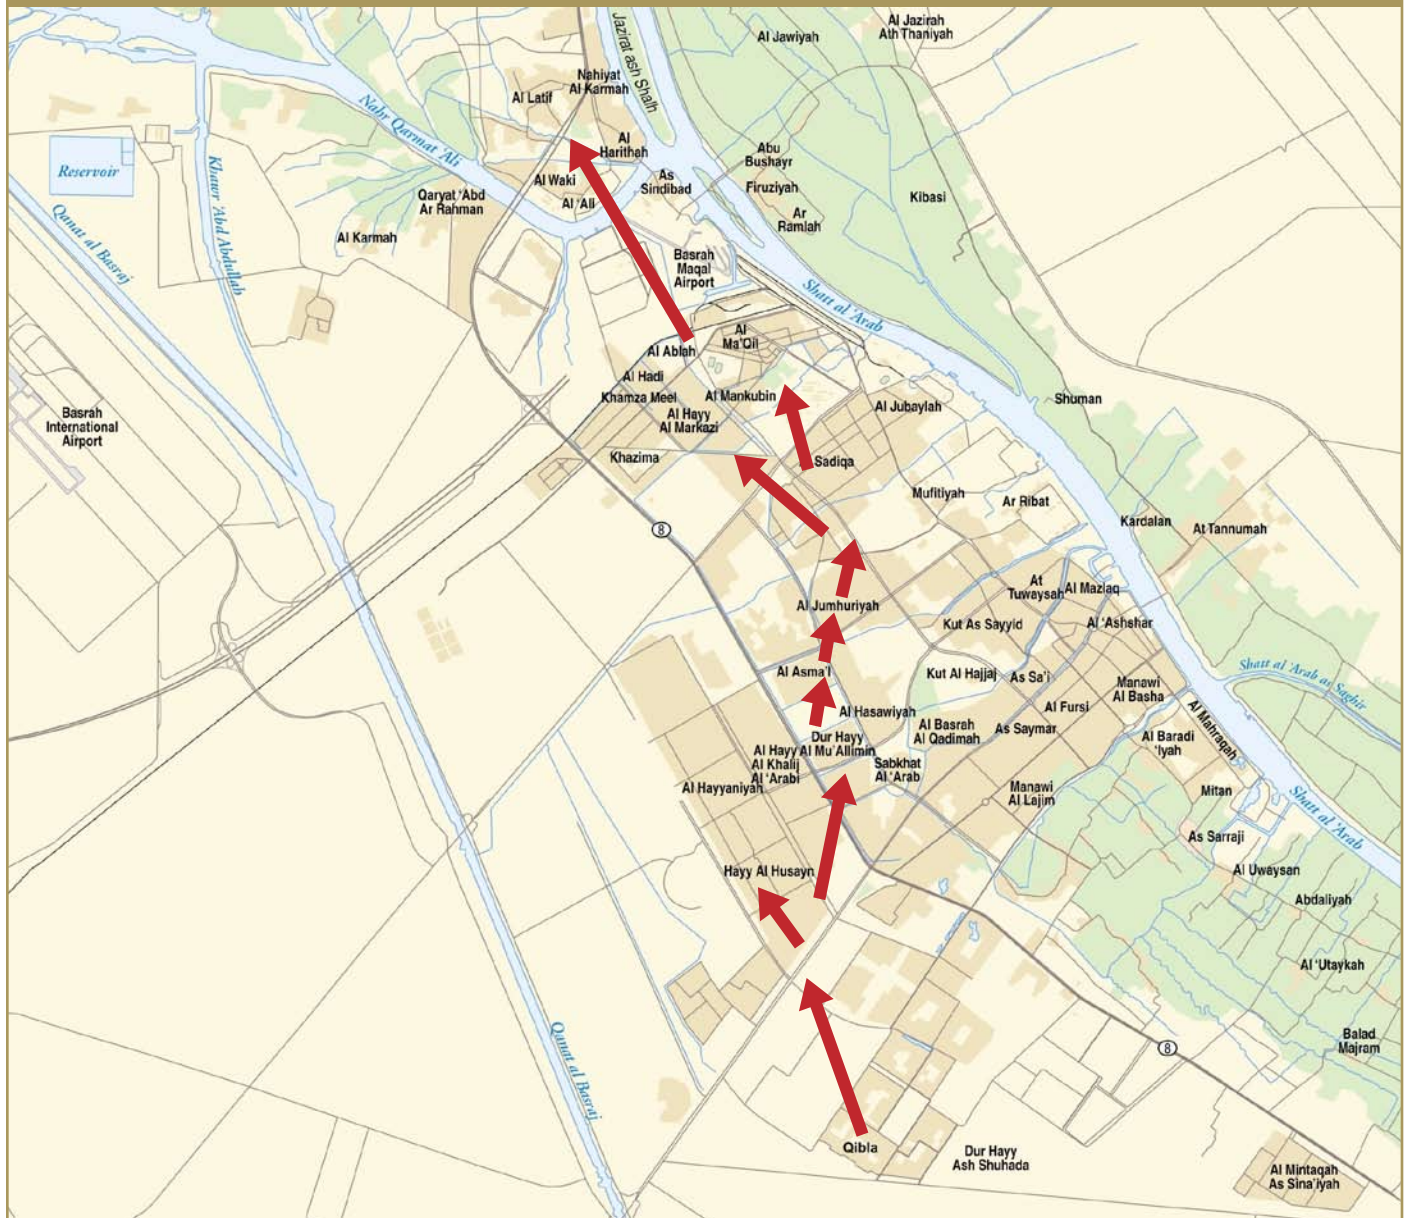 Al Jazirah
Ath Thaniyah
Al Jawiyah
Jazirat ash Shalh
Nahiyat
Al Karmah
Al Latif
Nahr Qarmat 'Ali
Al
Harithah
Abu
Bushayr
Reservoir
Khawr 'Abd Abdullah
Al Waki
As
Sindibad
Firuziyah
Kibasi
Qaryat 'Abd
Ar Rahman
Al 'Ali
Ar
Ramlah
Qanat al Basraj
Al Karmah
Basrah
Maqal
Airport
Shatt al 'Arab
Al
Ma'Qil
Al Ablah
Al Hadi
Khamza Meel
Al Mankubin
Al Hayy
Al Markazi
Al Jubaylah
Shuman
Basrah
International
Airport
Khazima
Sadiqa
Mufitiyah
Ar Ribat
Kardalan
At Tannumah
8
At
Tuwaysah
Al Mazlaq
Al Jumhuriyah
Kut As Sayyid
Al 'Ashshar
Al Asma'I
Kut Al Hajjaj
As Sa'i
Shatt al 'Arab as Saghir
Manawi
Al Basha
Al Hasawiyah
Al Fursi
Al Mahraqah
Al Basrah
Al Qadimah
As Saymar
Dur Hayy
Al Mu'Allimin
Al Baradi
'Iyah
Al Hayy
Al Khalij
Al 'Arabi
Sabkhat
Al 'Arab
Al Hayyaniyah
Manawi
Al Lajim
Mitan
Shatt al 'Arab
As Sarraji
Hayy Al Husayn
Al Uwaysan
Abdaliyah
Al 'Utaykah
Qanat al Basraj
Balad
Majram
8
Qibla
Dur Hayy
Ash Shuhada
Al Mintaqah
As Sina'iyah